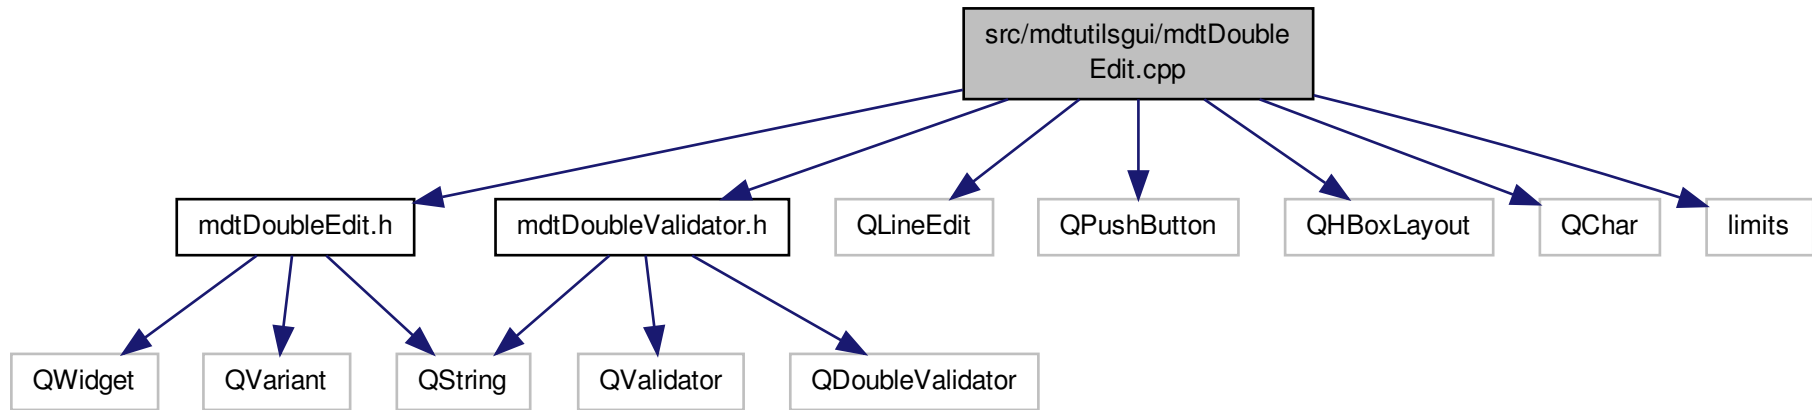 src/mdtutilsgui/mdtDouble
Edit.cpp
mdtDoubleEdit.h
mdtDoubleValidator.h
QLineEdit
QPushButton
QHBoxLayout
QChar
limits
QWidget
QVariant
QString
QValidator
QDoubleValidator